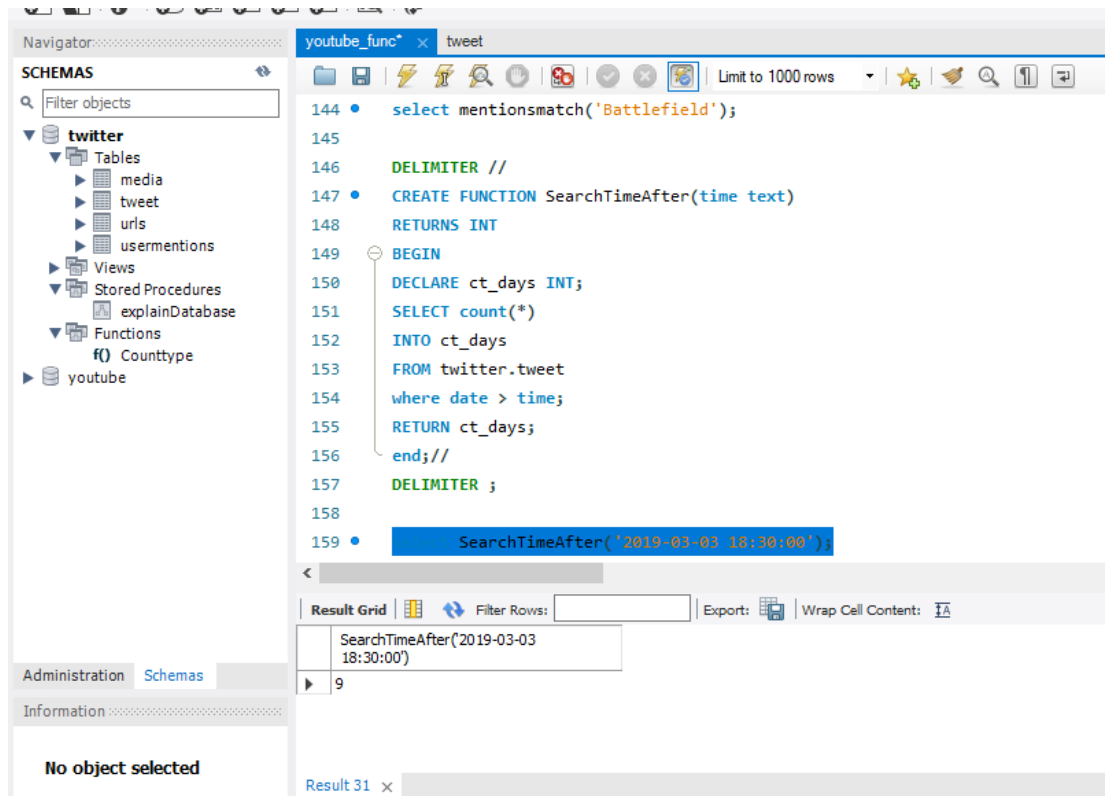 Navigator
SCHEMAS
Filter objects
twitter
Tables
media
tweet
urls
usermentions
Views
Stored Procedures
explainDatabase
Functions
f() Counttype
youtube
Administration Schemas
Information
No object selected
youtube_func* tweet
Limit to 1000 rows
144 select mentionsmatch('Battlefield');
145
146 DELIMITER //
147 CREATE FUNCTION SearchTimeAfter(time text)
148 RETURNS INT
149 BEGIN
150 DECLARE ct_days INT;
151 SELECT count(*)
152 INTO ct_days
153 FROM twitter.tweet
154 where date > time;
155 RETURN ct_days;
156 end;//
157 DELIMITER ;
158
159 SearchTimeAfter('2019-03-03 18:30:00');
Result Grid Filter Rows: Export: Wrap Cell Content: IA
SearchTimeAfter('2019-03-03
18:30:00')
9
Result 31